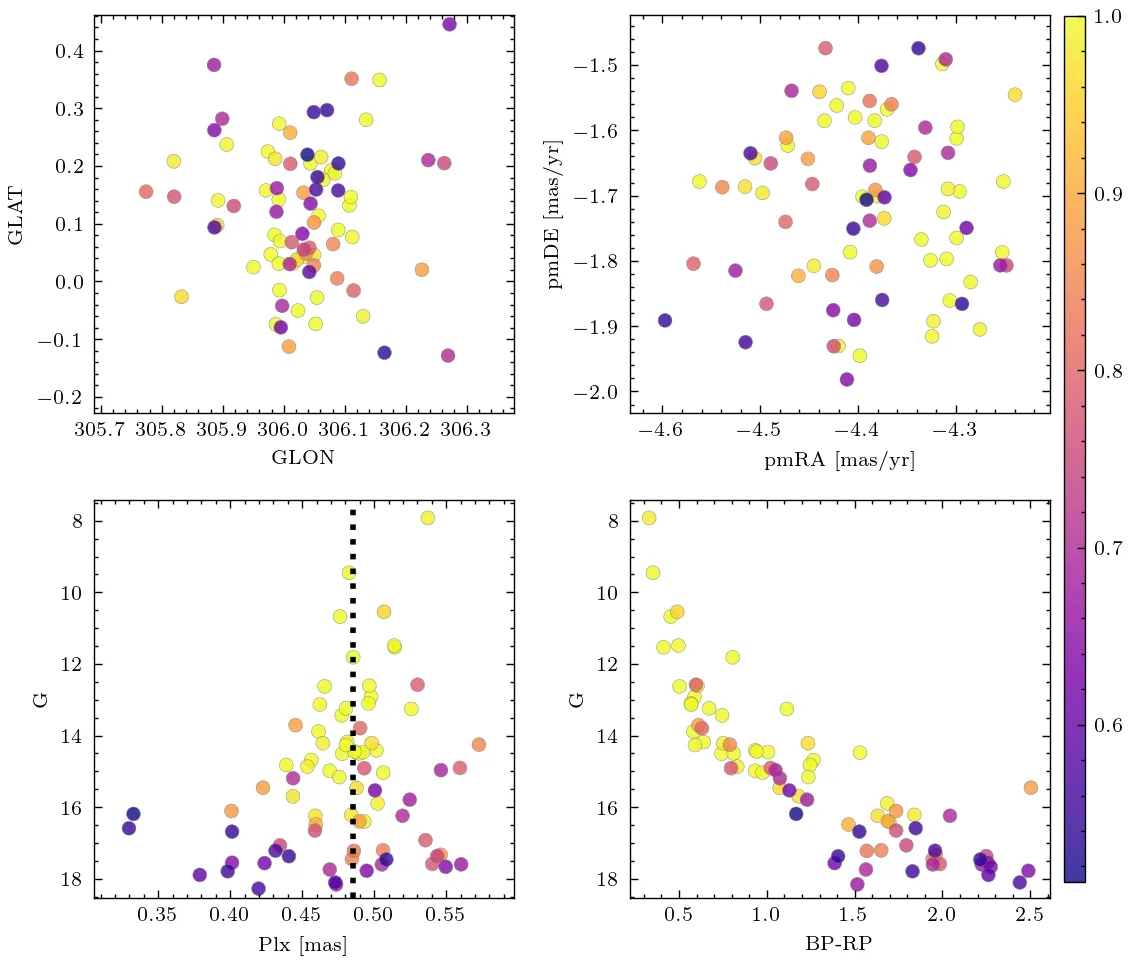 0.4
0.3
0.2
0.1
0.0
−0.1
−0.2
GLAT
305.7 305.8 305.9 306.0 306.1 306.2 306.3
GLON
−1.5
−1.6
−1.7
−1.8
−1.9
−2.0
pmDE [mas/yr]
−4.6 −4.5 −4.4 −4.3
pmRA [mas/yr]
1.0
0.9
0.8
0.7
0.6
8
10
12
14
16
18
G
0.35 0.40 0.45 0.50 0.55
Plx [mas]
8
10
12
14
16
18
G
0.5 1.0 1.5 2.0 2.5
BP-RP